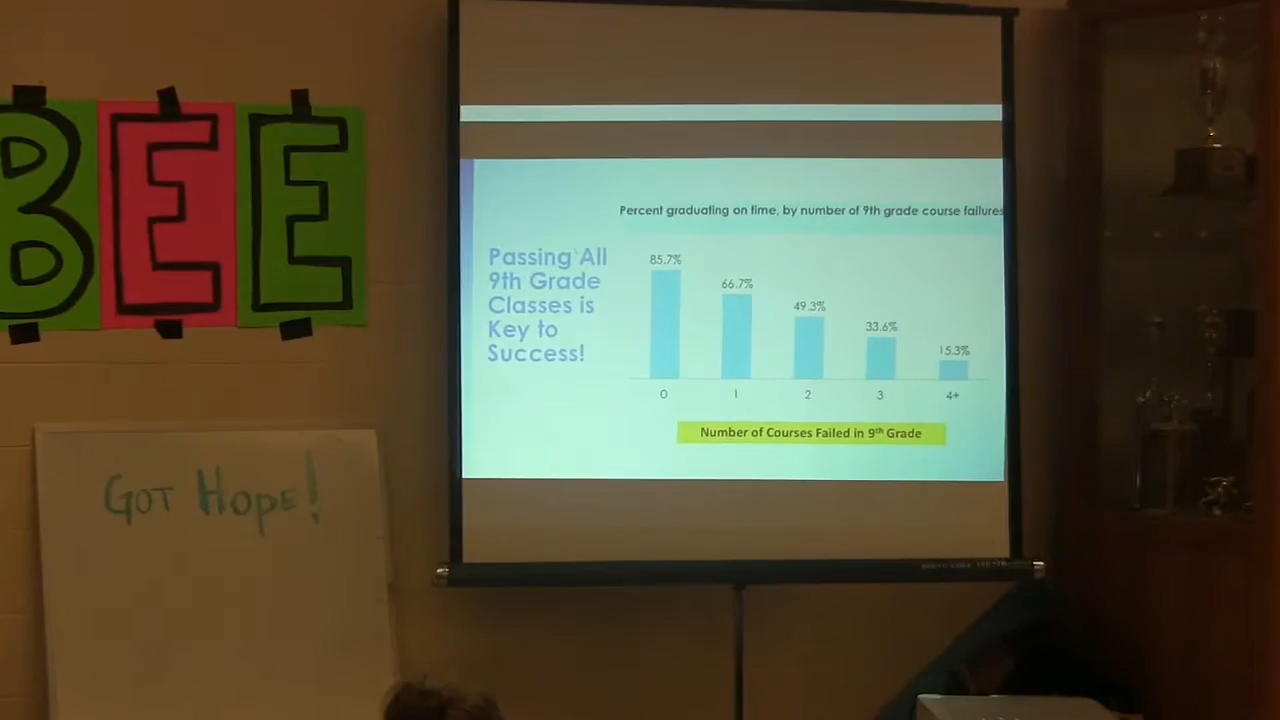 BEE
GOT HOPE!
Percent graduating on time, by number of 9th grade course failures
Passing All
9th Grade
Classes is
Key to
Success!
85.7%
66.7%
49.3%
33.6%
15.3%
0 1 2 3 4+
Number of Courses Failed in 9th Grade